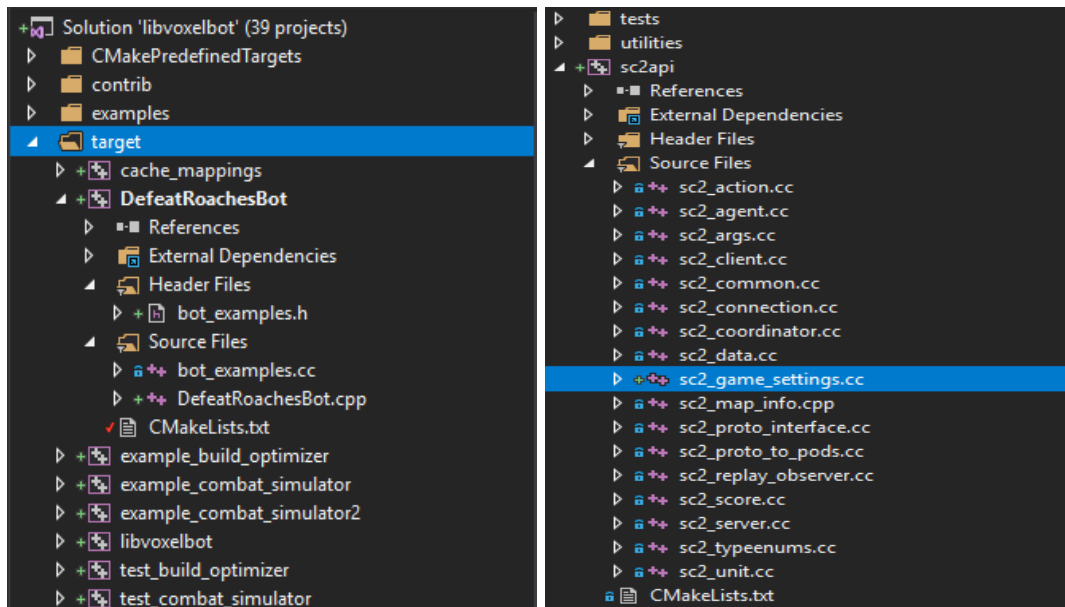 Solution 'libvoxelbot' (39 projects)
CMakePredefinedTargets
contrib
examples
target
cache_mappings
DefeatRoachesBot
References
External Dependencies
Header Files
bot_examples.h
Source Files
bot_examples.cc
DefeatRoachesBot.cpp
CMakeLists.txt
example_build_optimizer
example_combat_simulator
example_combat_simulator2
libvoxelbot
test_build_optimizer
test_combat_simulator
tests
utilities
sc2api
References
External Dependencies
Header Files
Source Files
sc2_action.cc
sc2_agent.cc
sc2_args.cc
sc2_client.cc
sc2_common.cc
sc2_connection.cc
sc2_coordinator.cc
sc2_data.cc
sc2_game_settings.cc
sc2_map_info.cpp
sc2_proto_interface.cc
sc2_proto_to_pods.cc
sc2_replay_observer.cc
sc2_score.cc
sc2_server.cc
sc2_typeenums.cc
sc2_unit.cc
CMakeLists.txt